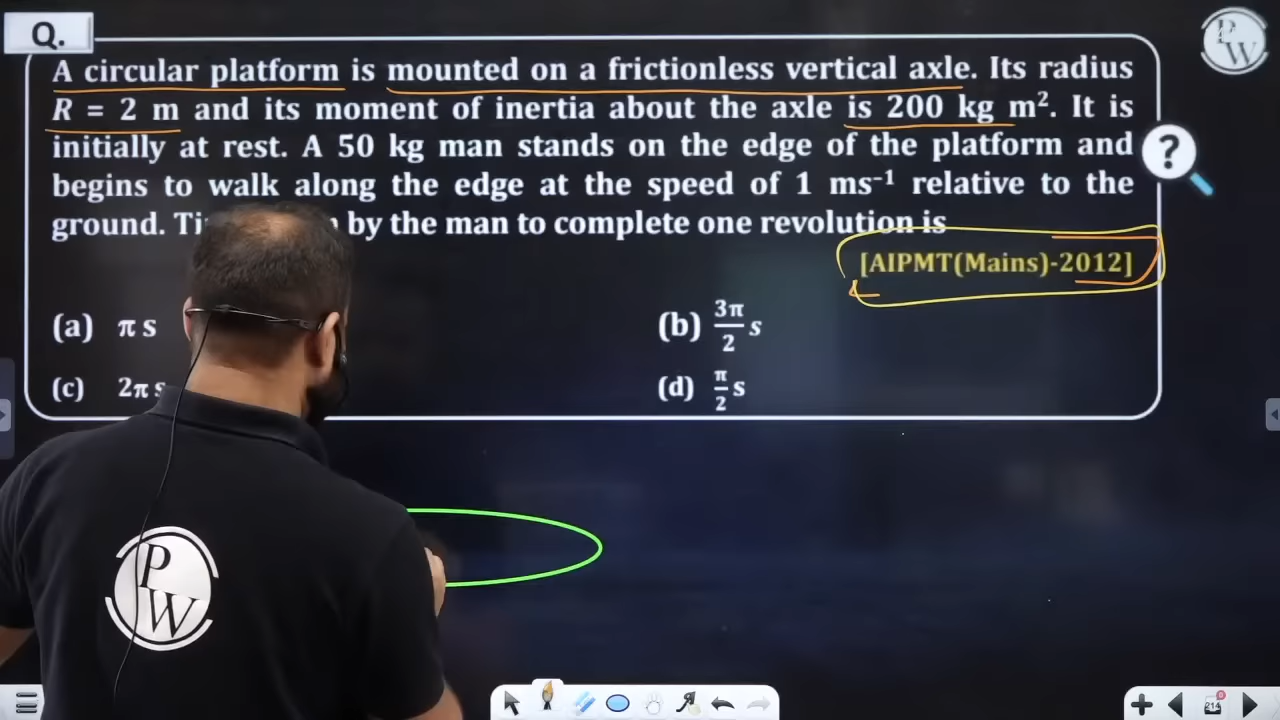 Q.
A circular platform is mounted on a frictionless vertical axle. Its radius
R = 2 m and its moment of inertia about the axle is 200 kg m². It is
initially at rest. A 50 kg man stands on the edge of the platform and
begins to walk along the edge at the speed of 1 ms⁻¹ relative to the
ground. by the man to complete one revolution is
[AIPMT(Mains)-2012]
(a) π s
(b) 3π/2 s
(c) 2π s
(d) π/2 s
?
PW
PW
214